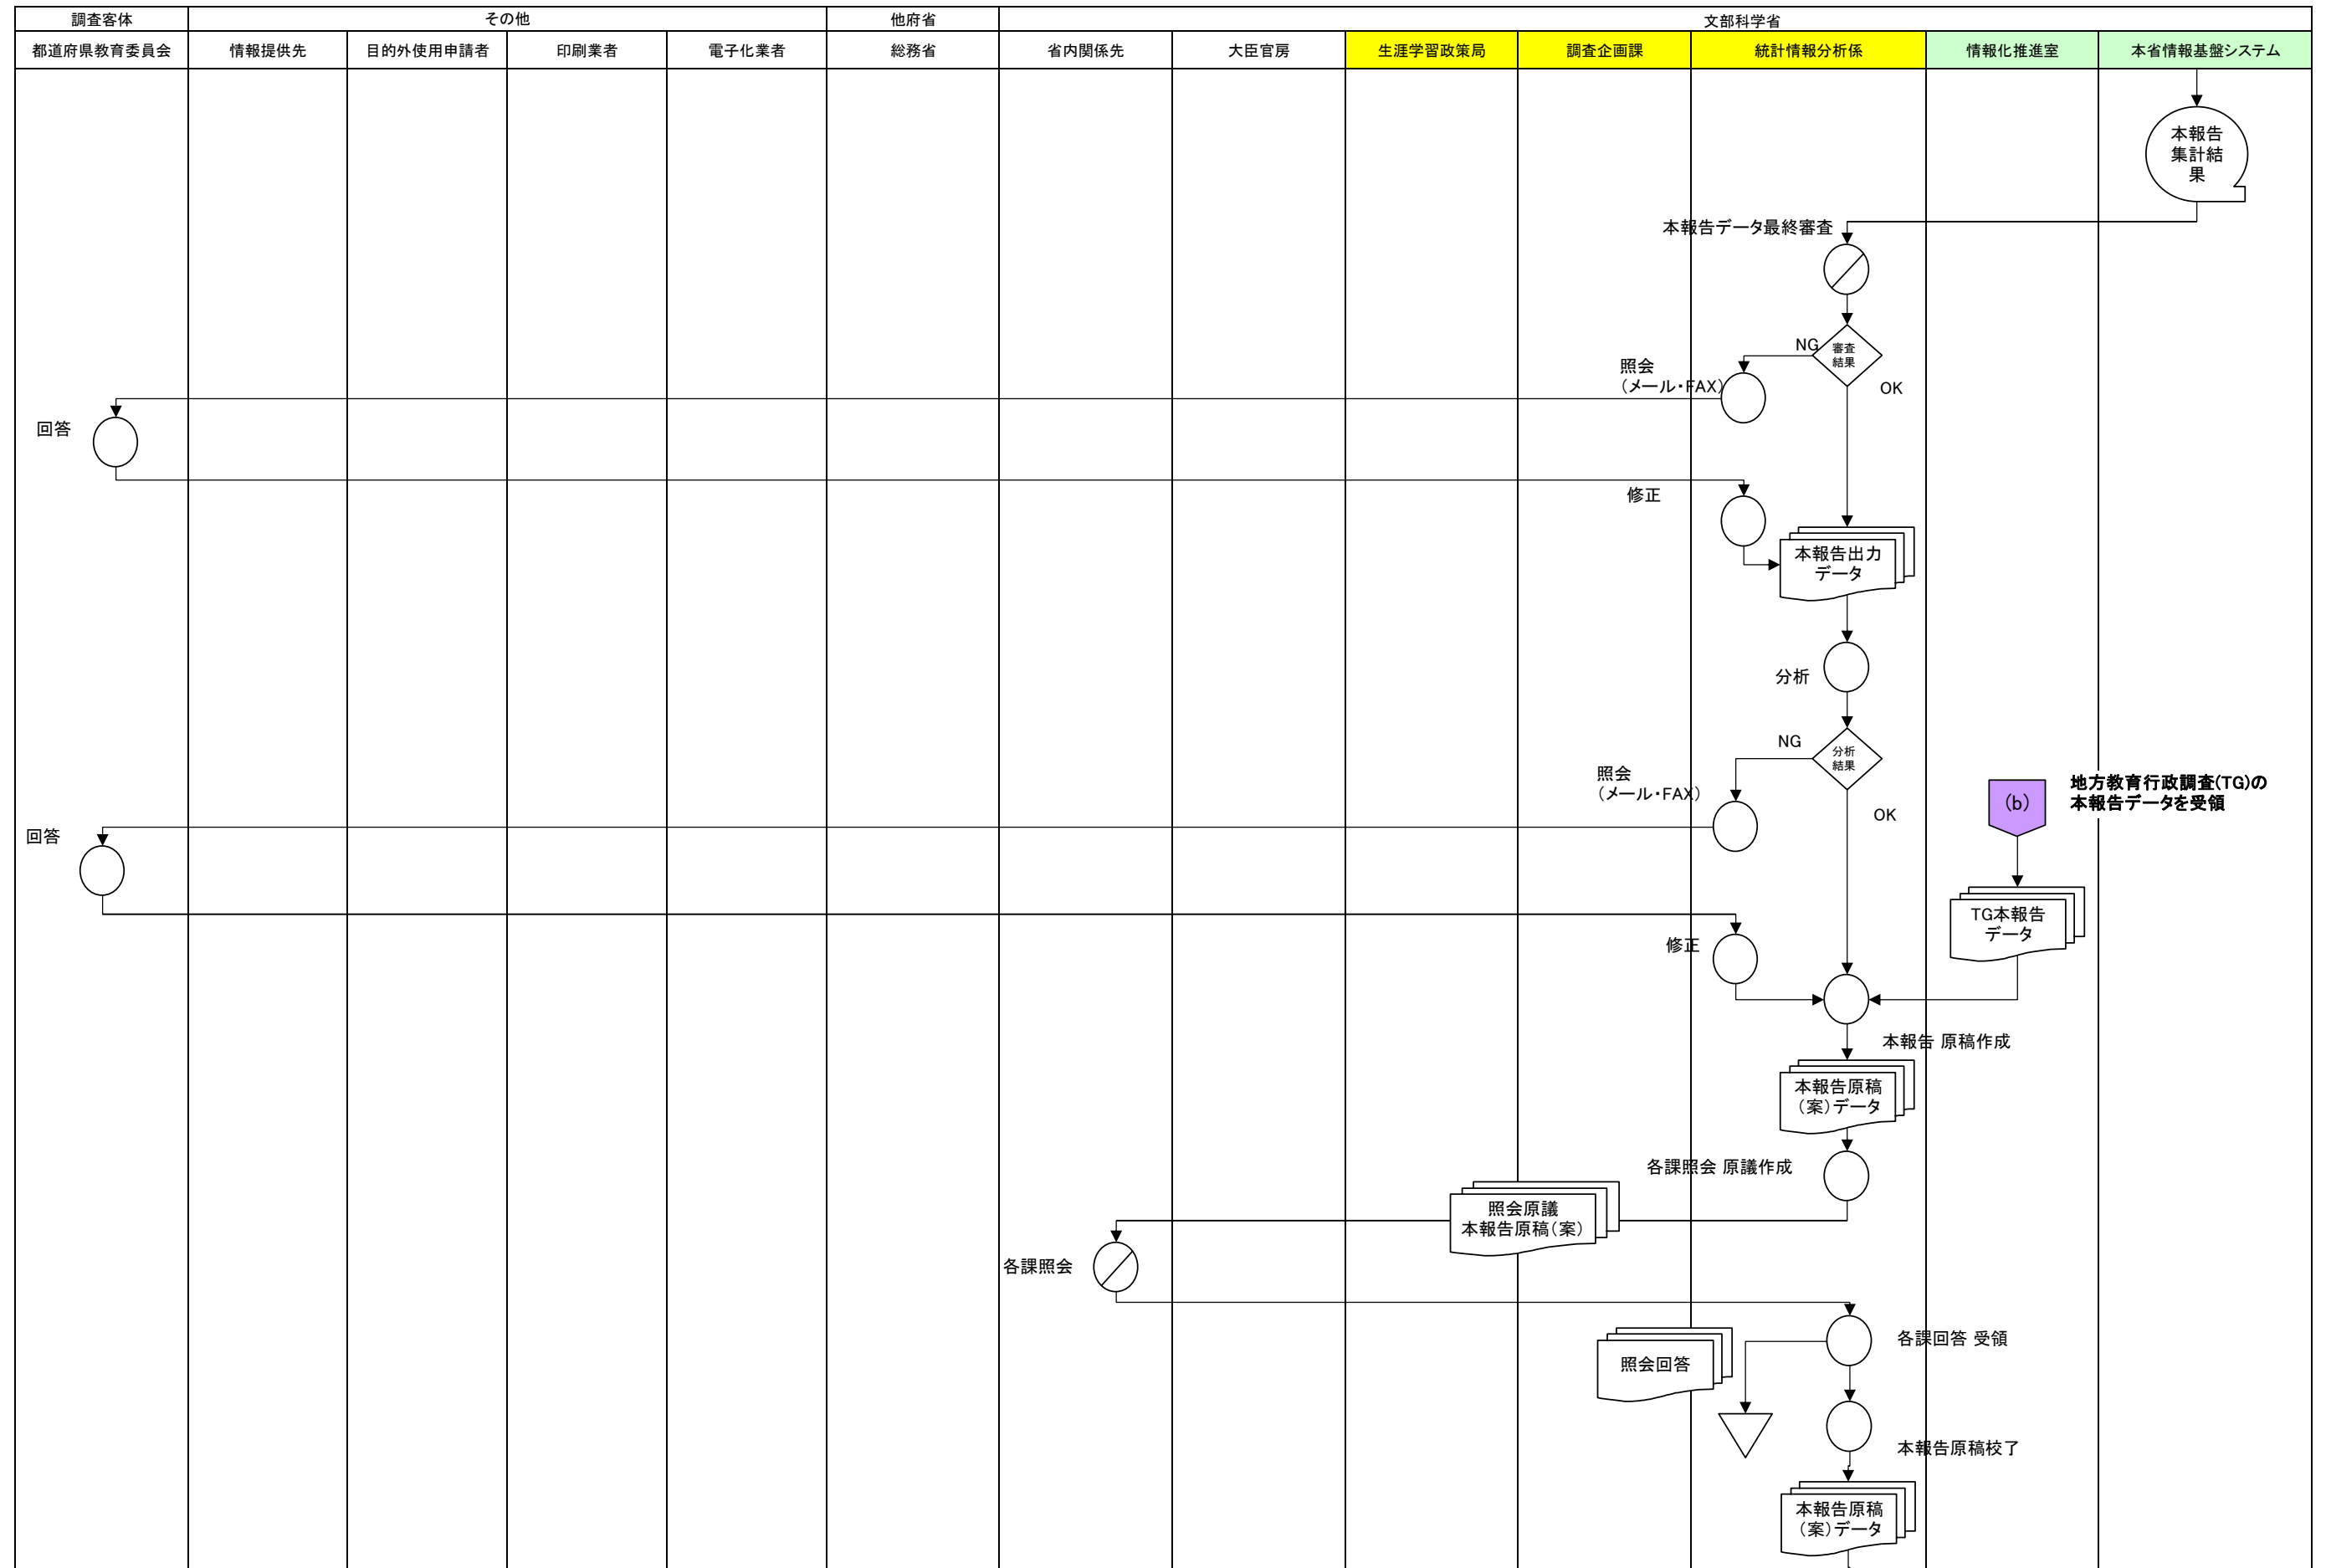 調査客体
その他
他府省
文部科学省
都道府県教育委員会
情報提供先
目的外使用申請者
印刷業者
電子化業者
総務省
省内関係先
大臣官房
生涯学習政策局
調査企画課
統計情報分析係
情報化推進室
本省情報基盤システム
本報告
集計結
果
本報告データ最終審査
審査
結果
NG
OK
照会
(メール・FAX)
回答
修正
本報告出力
データ
分析
分析
結果
NG
OK
照会
(メール・FAX)
(b)
地方教育行政調査(TG)の
本報告データを受領
回答
TG本報告
データ
修正
本報告 原稿作成
本報告原稿
(案)データ
各課照会 原議作成
照会原議
本報告原稿(案)
各課照会
各課回答 受領
照会回答
本報告原稿校了
本報告原稿
(案)データ